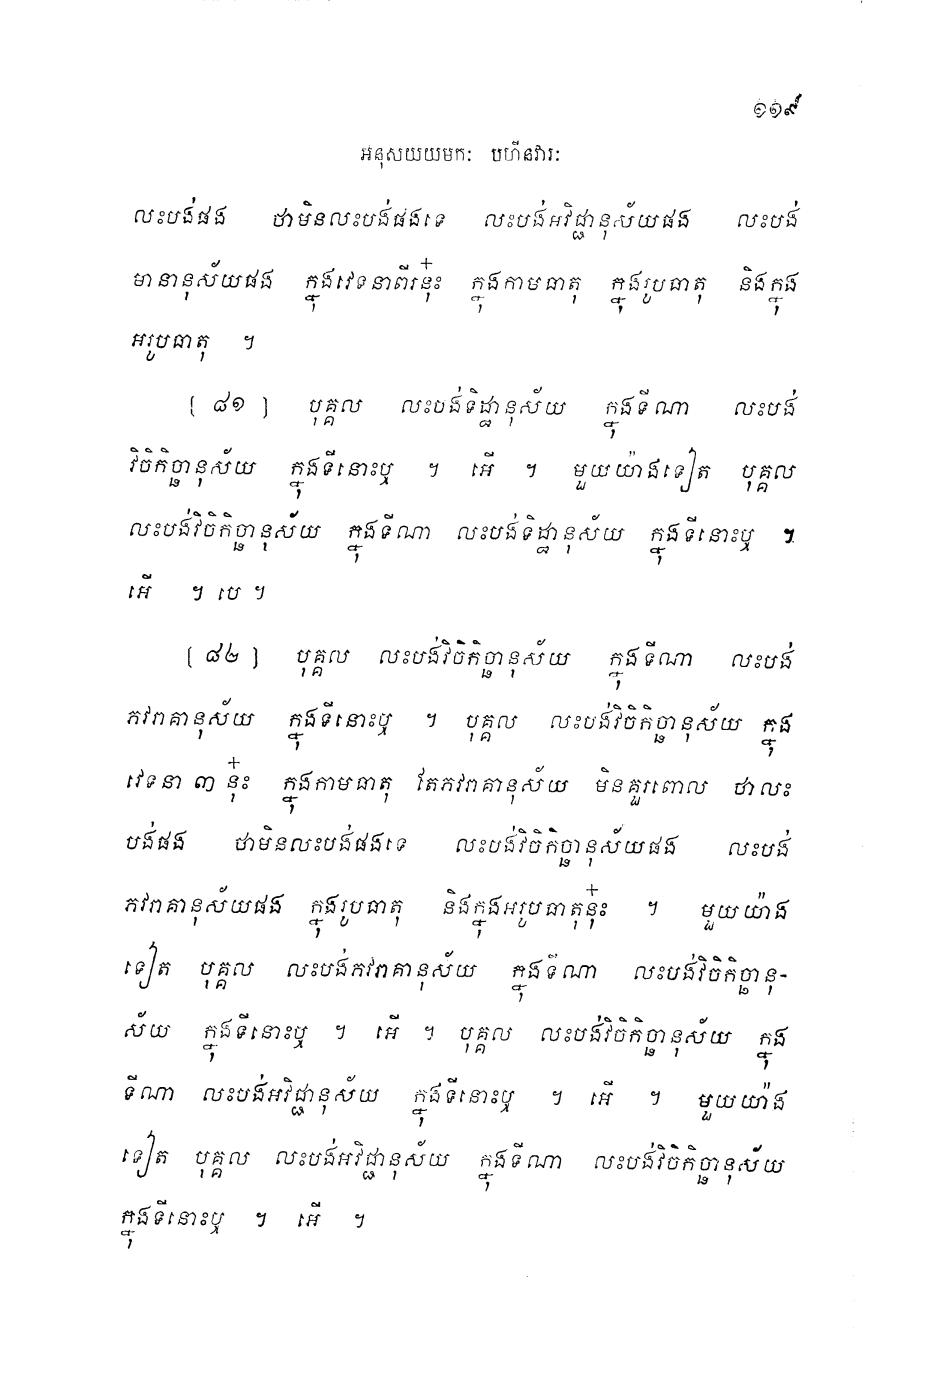 ១១៩
អនុសយយមកៈ បហីនវារៈ
លះបង់ផង ថាមិនលះបង់ផងទេ លះបង់អវិជ្ជានុស័យផង លះបង់
មានានុស័យផង ក្នុងវេទនាពីរនុ៎ះ ក្នុងកាមធាតុ ក្នុងរូបធាតុ និងក្នុង
អរូបធាតុ ។
[ ៨១ ] បុគ្គល លះបង់ទិដ្ឋានុស័យ ក្នុងទីណា លះបង់
វិចិកិច្ឆានុស័យ ក្នុងទីនោះឬ ។ អើ ។ មួយយ៉ាងទៀត បុគ្គល
លះបង់វិចិកិច្ឆានុស័យ ក្នុងទីណា លះបង់ទិដ្ឋានុស័យ ក្នុងទីនោះឬ ។
អើ ។ បេ ។
[ ៨២ ] បុគ្គល លះបង់វិចិកិច្ឆានុស័យ ក្នុងទីណា លះបង់
ភវរាគានុស័យ ក្នុងទីនោះឬ ។ បុគ្គល លះបង់វិចិកិច្ឆានុស័យ ក្នុង
វេទនា ៣ នុ៎ះ ក្នុងកាមធាតុ តែភវរាគានុស័យ មិនគួរពោល ថាលះ
បង់ផង ថាមិនលះបង់ផងទេ លះបង់វិចិកិច្ឆានុស័យផង លះបង់
ភវរាគានុស័យផង ក្នុងរូបធាតុ និងក្នុងអរូបធាតុនុ៎ះ ។ មួយយ៉ាង
ទៀត បុគ្គល លះបង់ភវរាគានុស័យ ក្នុងទីណា លះបង់វិចិកិច្ឆានុ-
ស័យ ក្នុងទីនោះឬ ។ អើ ។ បុគ្គល លះបង់វិចិកិច្ឆានុស័យ ក្នុង
ទីណា លះបង់អវិជ្ជានុស័យ ក្នុងទីនោះឬ ។ អើ ។ មួយយ៉ាង
ទៀត បុគ្គល លះបង់អវិជ្ជានុស័យ ក្នុងទីណា លះបង់វិចិកិច្ឆានុស័យ
ក្នុងទីនោះឬ ។ អើ ។